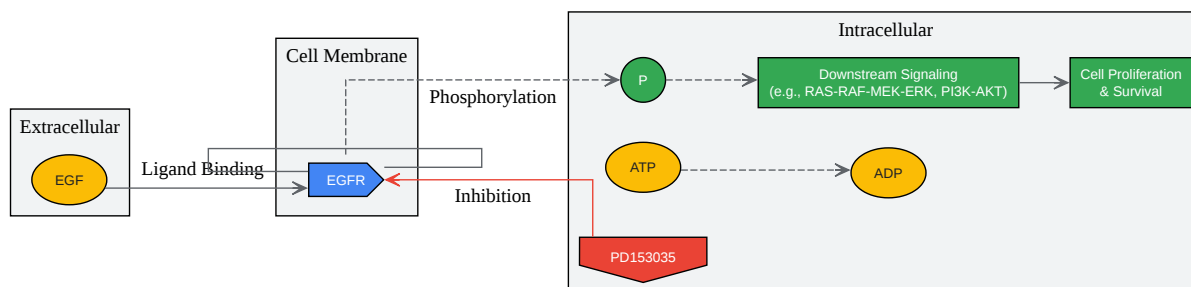 Extracellular
EGF
Ligand Binding
Cell Membrane
EGFR
Phosphorylation
Inhibition
Intracellular
P
Downstream Signaling
(e.g., RAS-RAF-MEK-ERK, PI3K-AKT)
Cell Proliferation
& Survival
ATP
ADP
PD153035